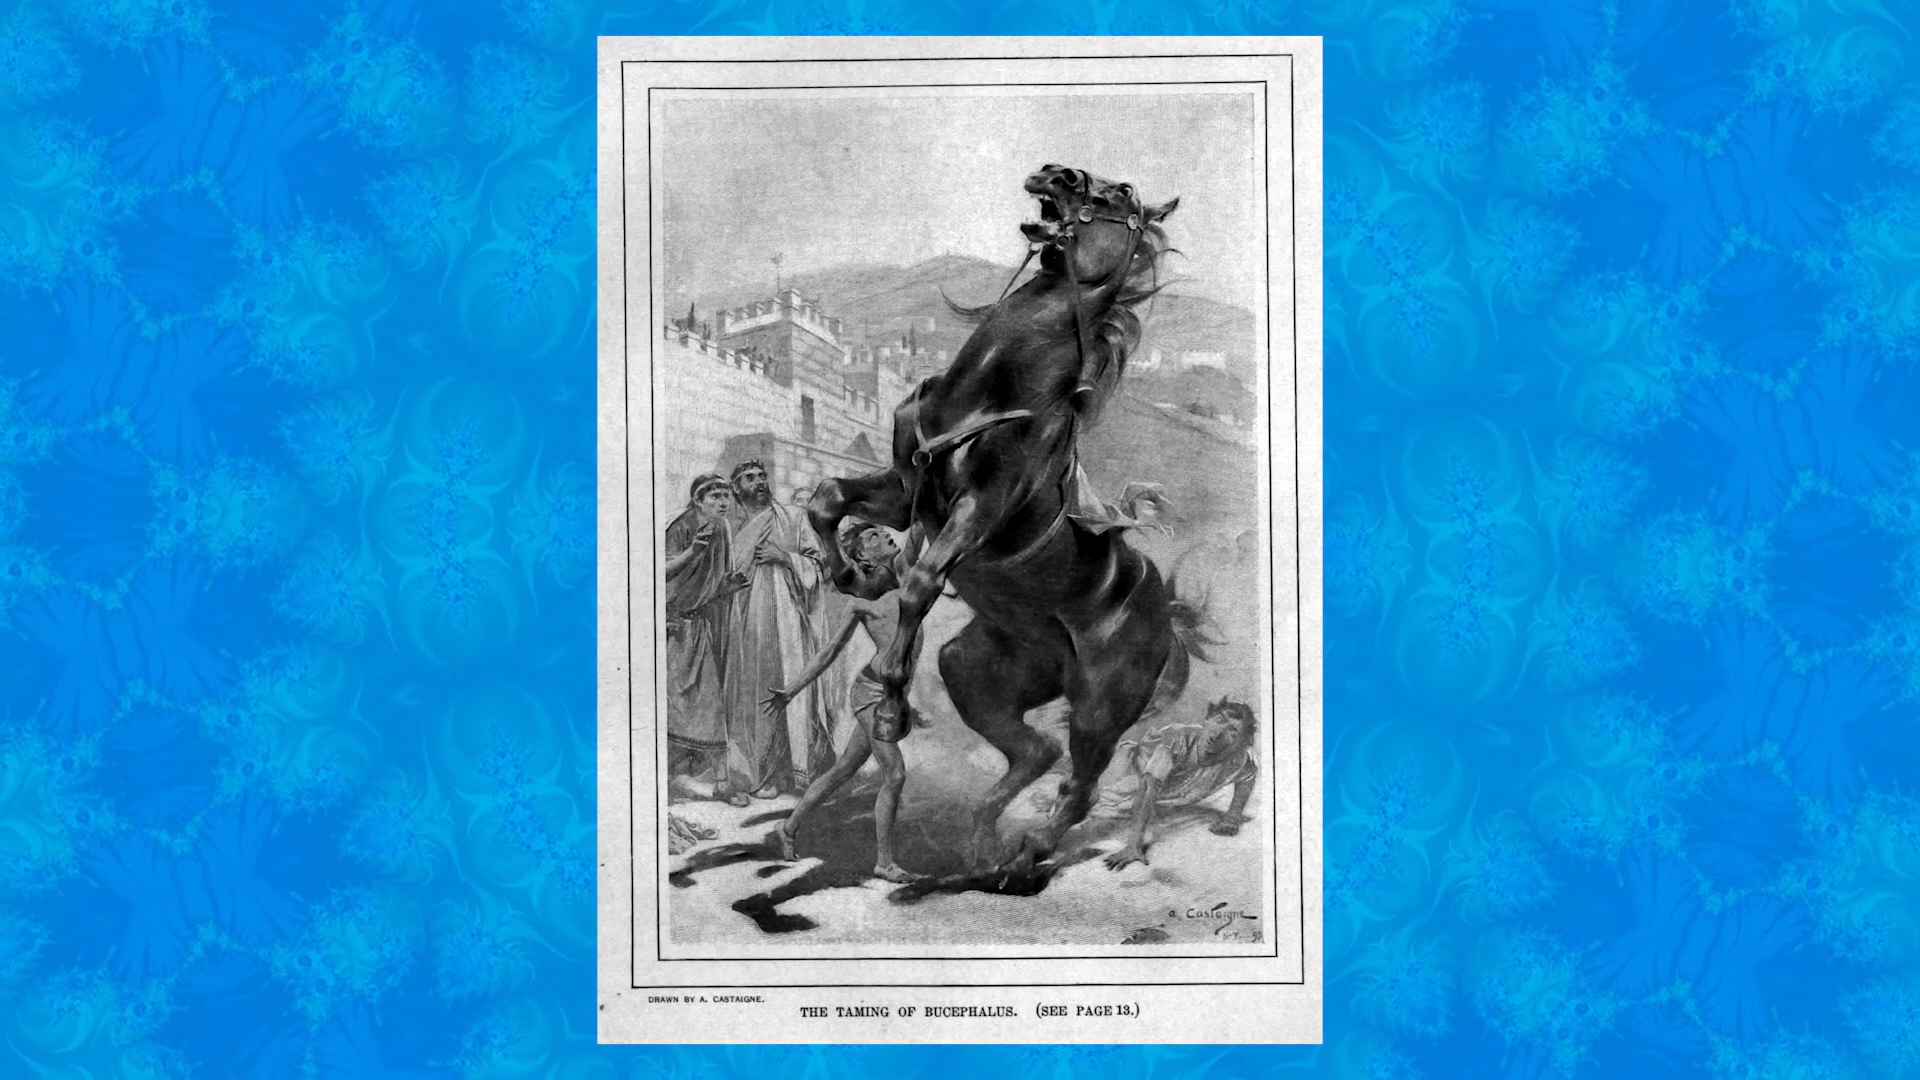 a. Castaigne
N-Y
DRAWN BY A. CASTAIGNE.
THE TAMING OF BUCEPHALUS. (SEE PAGE 13.)